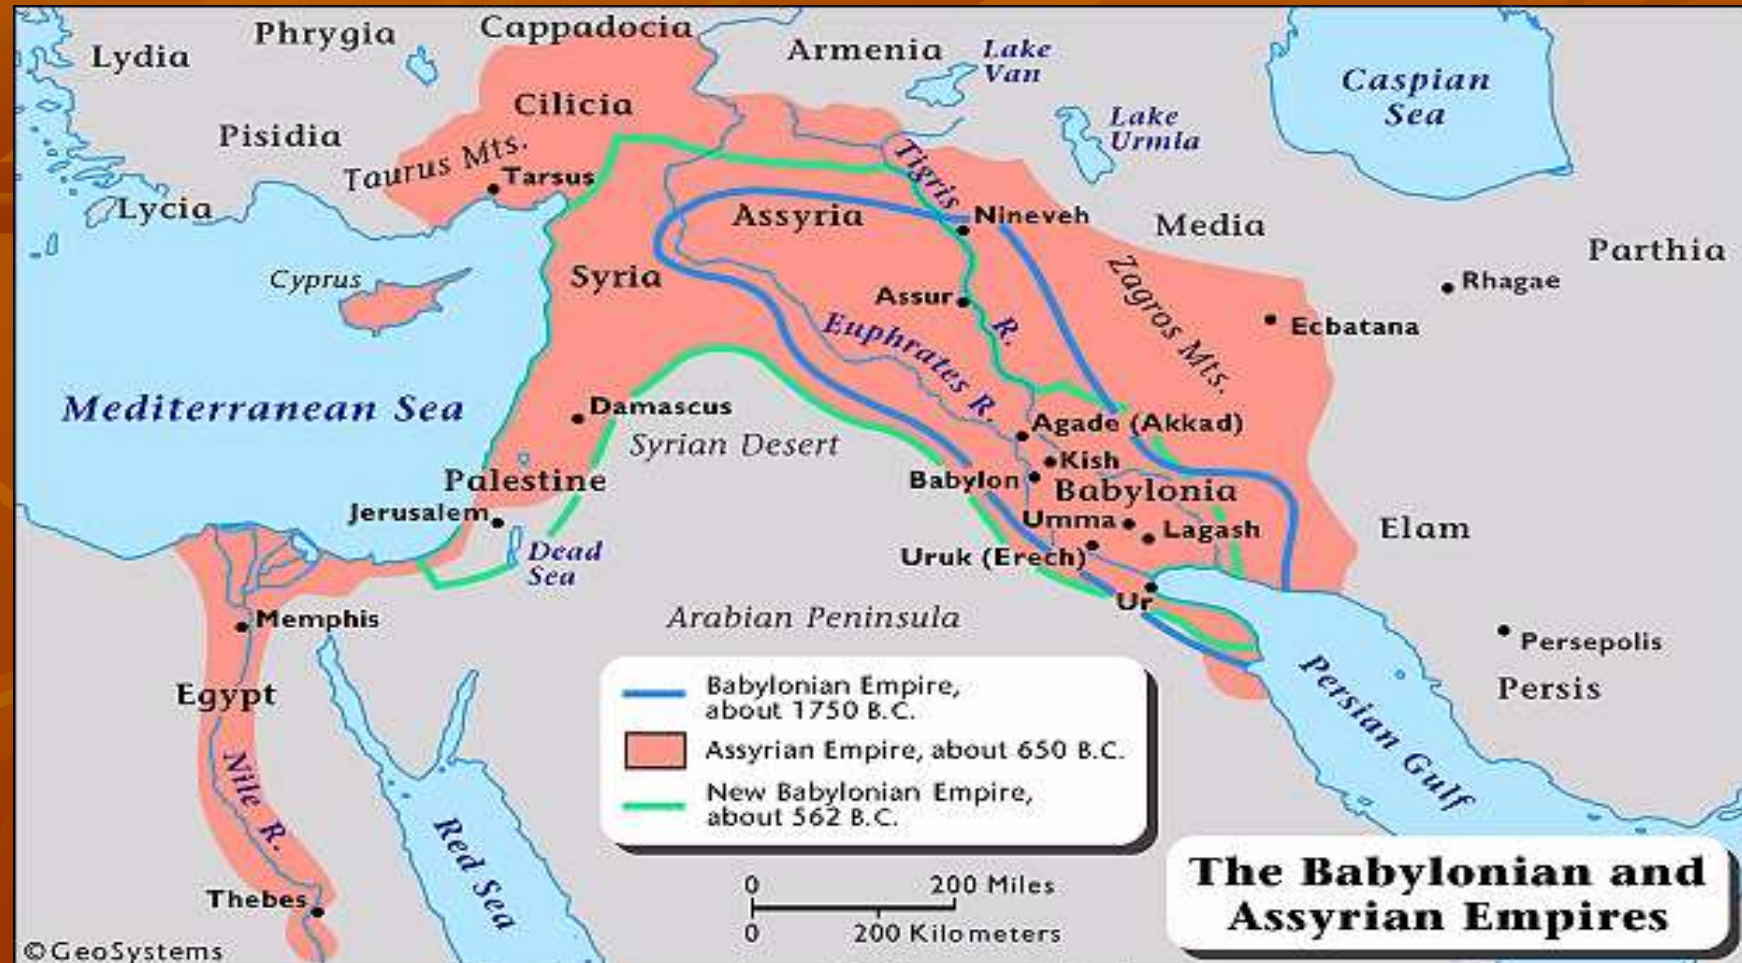 Lydia
Phrygia
Cappadocia
Armenia
Lake
Van
Caspian
Sea
Cilicia
Pisidia
Taurus Mts.
Tarsus
Lycia
Lake
Urmla
Tigris
R.
Assyria
Nineveh
Media
Parthia
Cyprus
Syria
Assur
Zagros Mts.
Rhagae
Ecbatana
Euphrates R.
Mediterranean Sea
Damascus
Syrian Desert
Agade (Akkad)
Kish
Palestine
Babylon
Babylonia
Jerusalem
Umma
Lagash
Elam
Dead
Sea
Uruk (Erech)
Ur
Memphis
Arabian Peninsula
Persepolis
Egypt
Persis
Persian Gulf
Nile R.
Red Sea
Thebes
Babylonian Empire,
about 1750 B.C.
Assyrian Empire, about 650 B.C.
New Babylonian Empire,
about 562 B.C.
0 200 Miles
0 200 Kilometers
The Babylonian and
Assyrian Empires
©GeoSystems